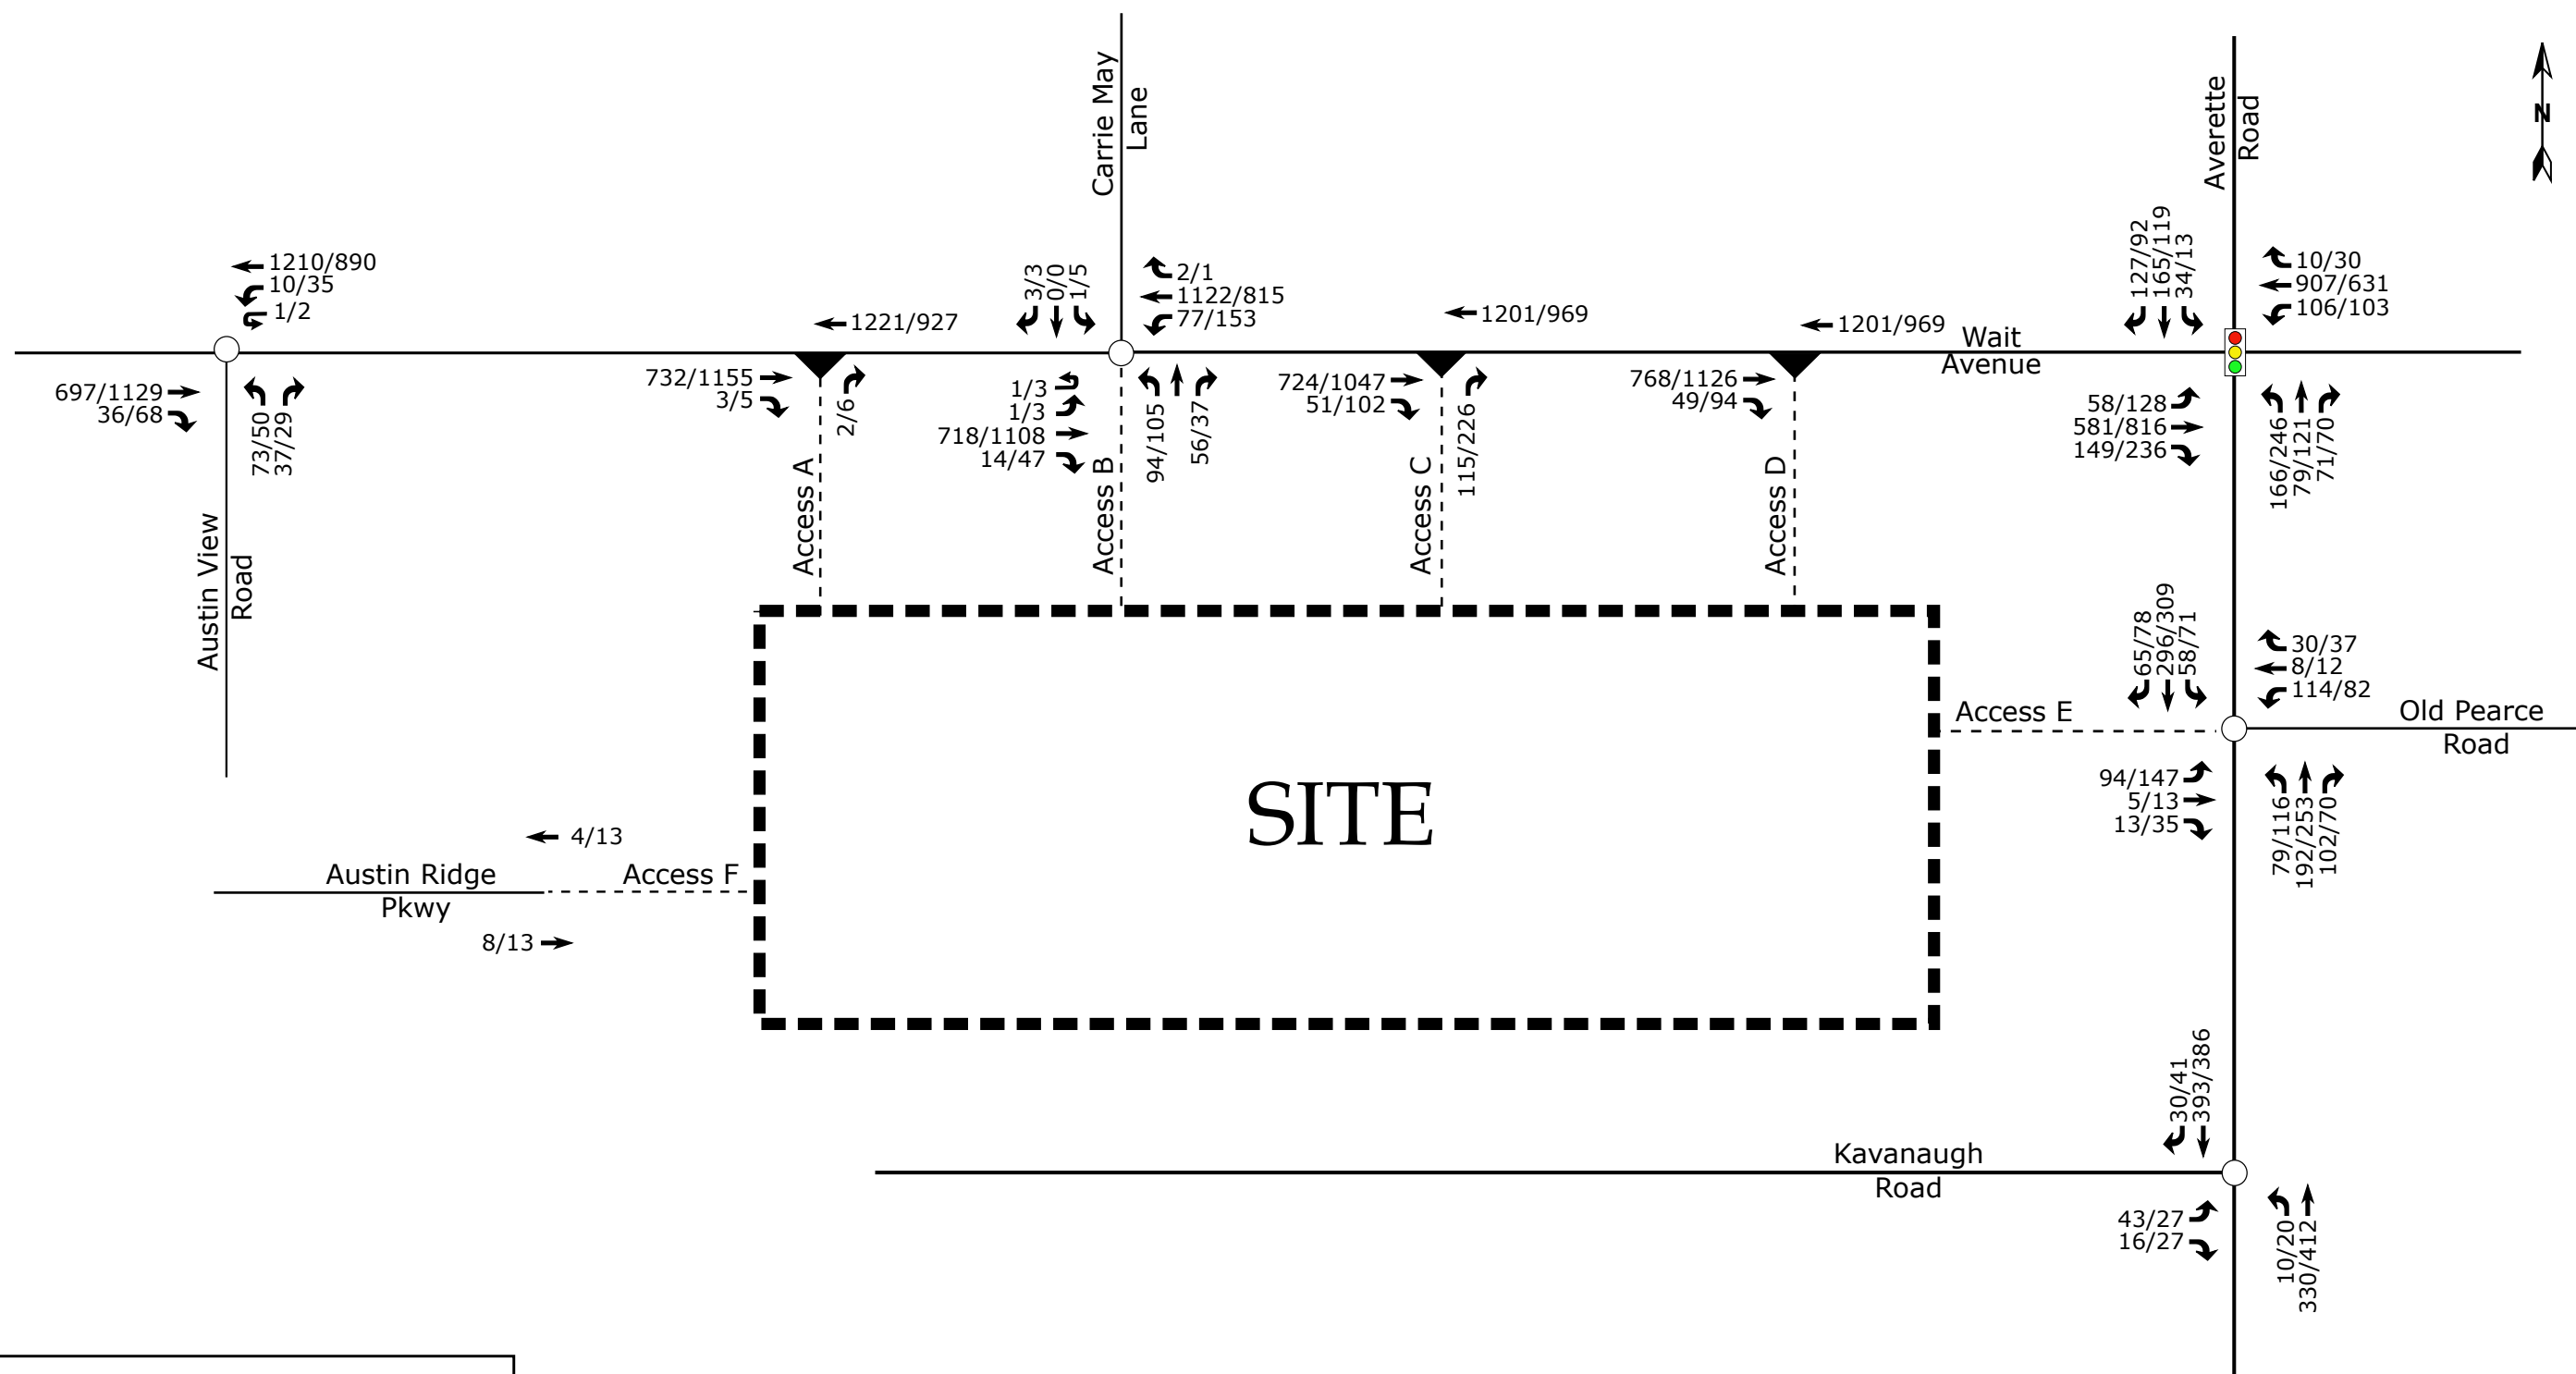 Carrie May
Lane
Averette
Road
N
1210/890
10/35
1/2
697/1129
36/68
73/50
37/29
Austin View
Road
1221/927
732/1155
3/5
2/6
Access A
3/3
0/0
1/5
2/1
1122/815
77/153
1/3
1/3
718/1108
14/47
94/105
56/37
Access B
1201/969
724/1047
51/102
115/226
Access C
1201/969
768/1126
49/94
Access D
Wait
Avenue
127/92
165/119
34/13
10/30
907/631
106/103
58/128
581/816
149/236
166/246
79/121
71/70
SITE
Access E
65/78
296/309
58/71
30/37
8/12
114/82
Old Pearce
Road
94/147
5/13
13/35
79/116
192/253
102/70
4/13
Austin Ridge
Pkwy
Access F
8/13
Kavanaugh
Road
30/41
393/386
43/27
16/27
10/20
330/412